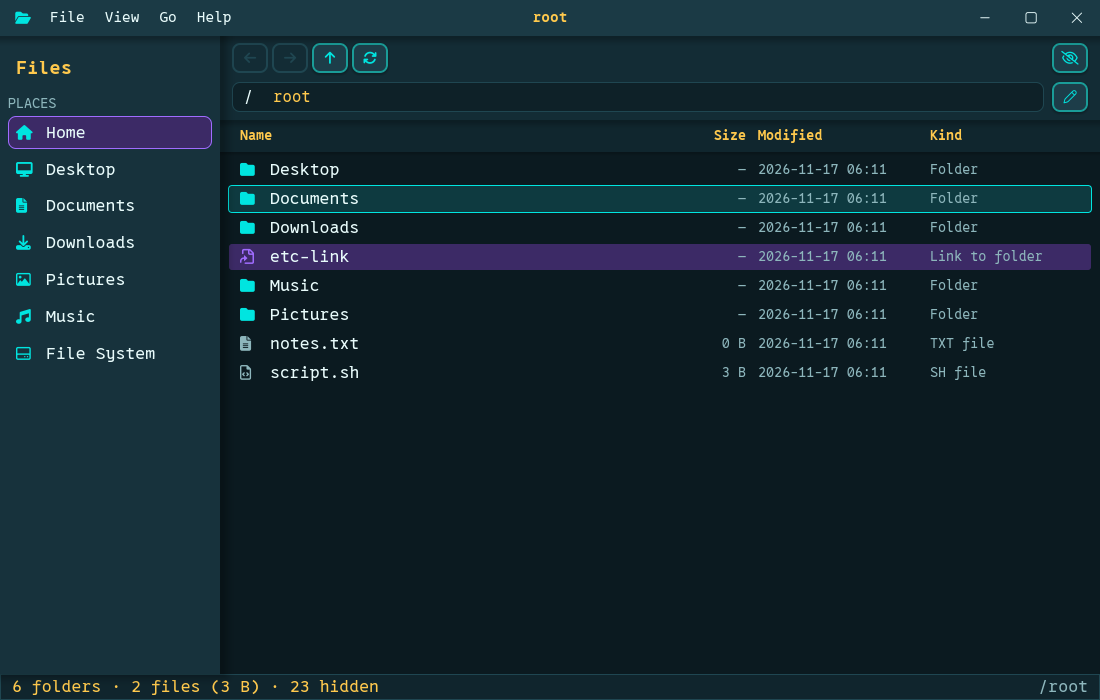 File View Go Help root
Files
PLACES
Home
Desktop
Documents
Downloads
Pictures
Music
File System
/ root
Name Size Modified Kind
Desktop — 2026-11-17 06:11 Folder
Documents — 2026-11-17 06:11 Folder
Downloads — 2026-11-17 06:11 Folder
etc-link — 2026-11-17 06:11 Link to folder
Music — 2026-11-17 06:11 Folder
Pictures — 2026-11-17 06:11 Folder
notes.txt 0 B 2026-11-17 06:11 TXT file
script.sh 3 B 2026-11-17 06:11 SH file
6 folders · 2 files (3 B) · 23 hidden /root